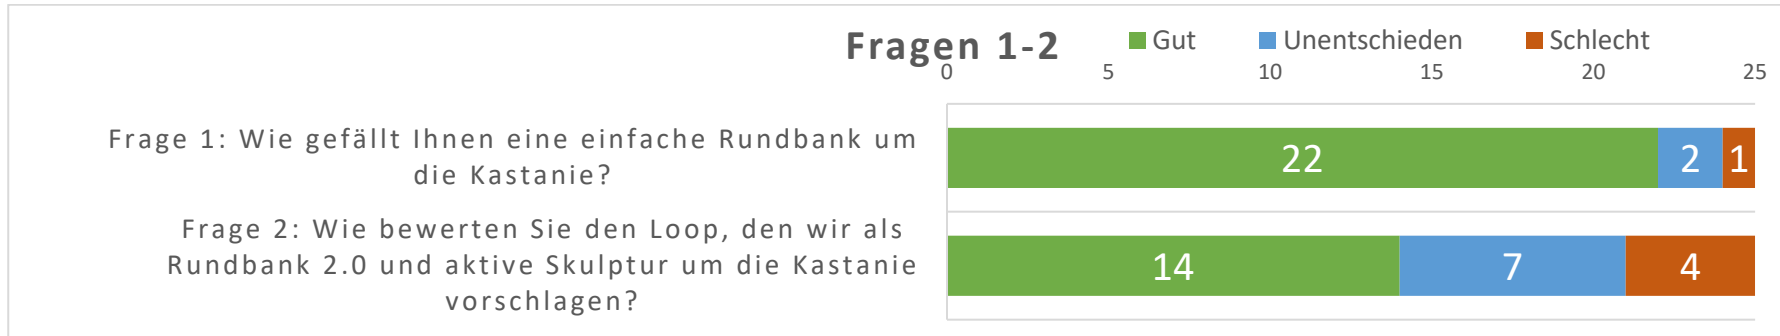 Fragen 1-2
Gut Unentschieden Schlecht
0 5 10 15 20 25
Frage 1: Wie gefällt Ihnen eine einfache Rundbank um
die Kastanie?
22 2 1
Frage 2: Wie bewerten Sie den Loop, den wir als
Rundbank 2.0 und aktive Skulptur um die Kastanie
vorschlagen?
14 7 4